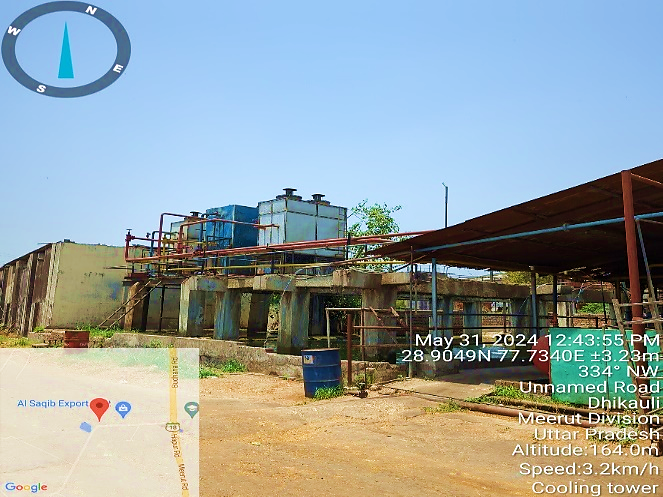 N
W
E
S
May 31, 2024 12:43:55 PM
28.9049N 77.7340E ±3.23m
334° NW
Unnamed Road
Dhikauli
Meerut Division
Uttar Pradesh
Altitude:164.0m
Speed:3.2km/h
Cooling tower
Al Saqib Export
18
Google